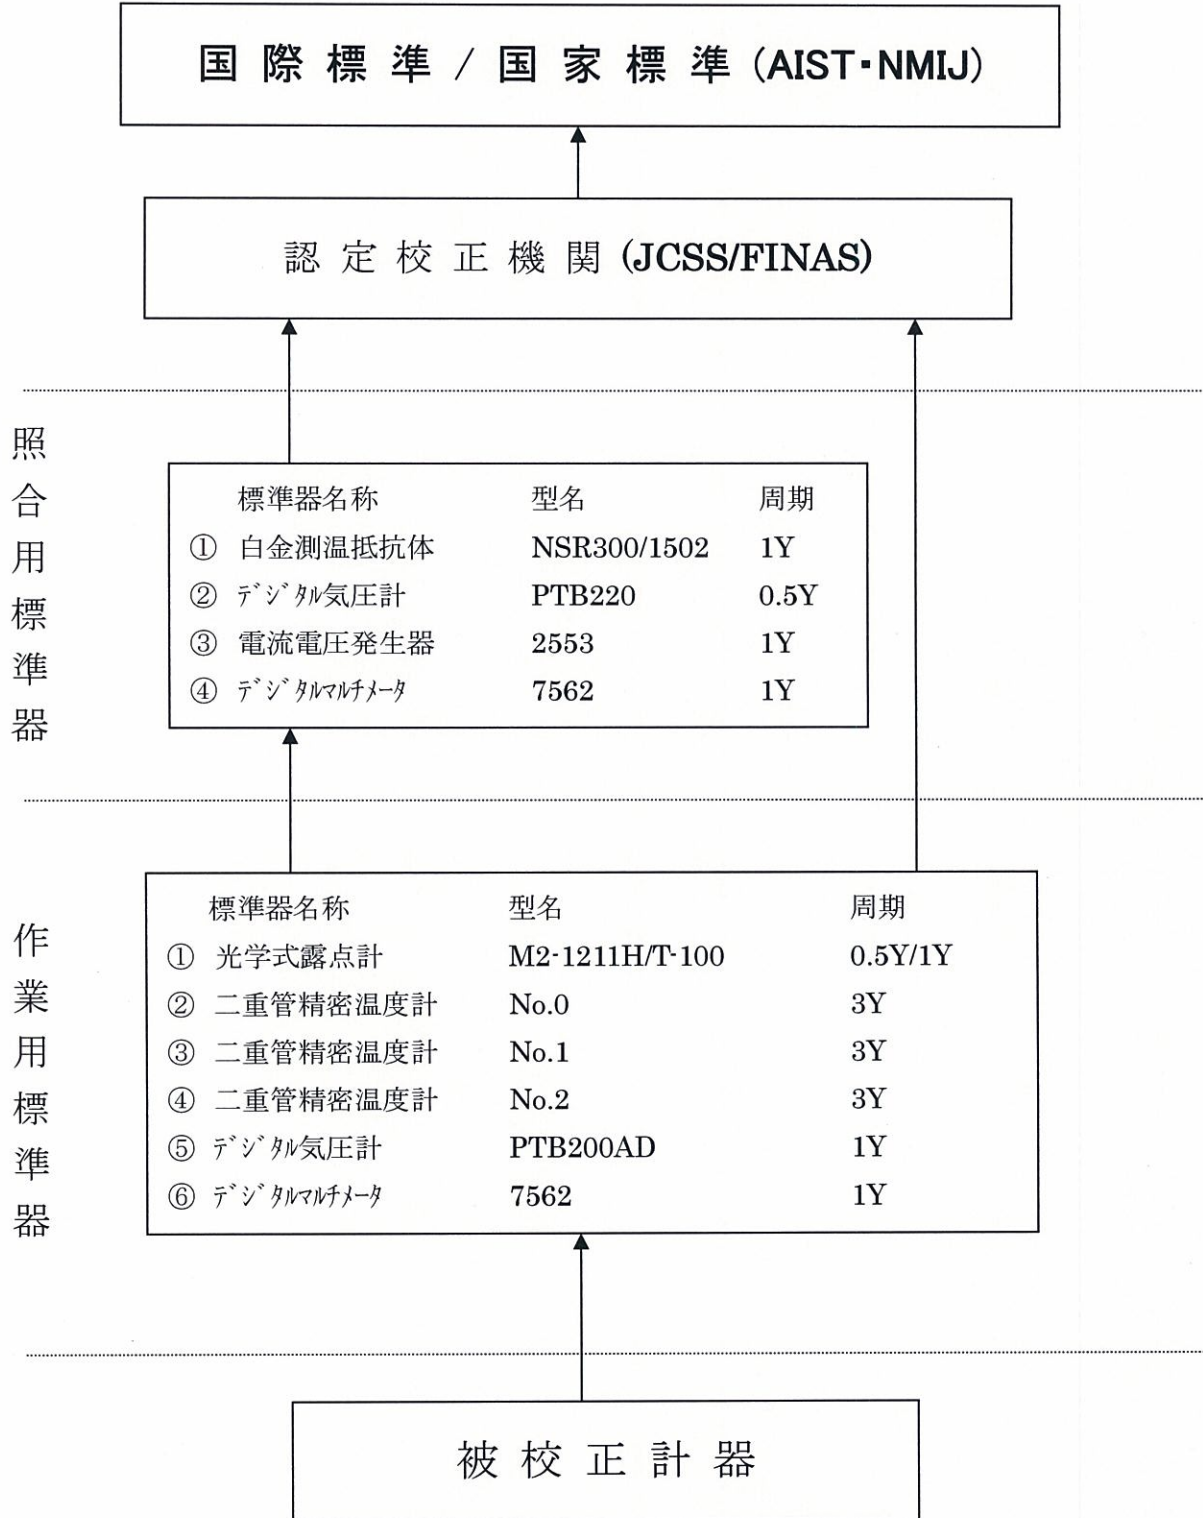 国際標準/国家標準(AIST・NMIJ)
認定校正機関(JCSS/FINAS)
照合用標準器
標準器名称 型名 周期
① 白金測温抵抗体 NSR300/1502 1Y
② ﾃﾞｼﾞﾀﾙ気圧計 PTB220 0.5Y
③ 電流電圧発生器 2553 1Y
④ ﾃﾞｼﾞﾀﾙﾏﾙﾁﾒｰﾀ 7562 1Y
作業用標準器
標準器名称 型名 周期
① 光学式露点計 M2-1211H/T-100 0.5Y/1Y
② 二重管精密温度計 No.0 3Y
③ 二重管精密温度計 No.1 3Y
④ 二重管精密温度計 No.2 3Y
⑤ ﾃﾞｼﾞﾀﾙ気圧計 PTB200AD 1Y
⑥ ﾃﾞｼﾞﾀﾙﾏﾙﾁﾒｰﾀ 7562 1Y
被校正計器